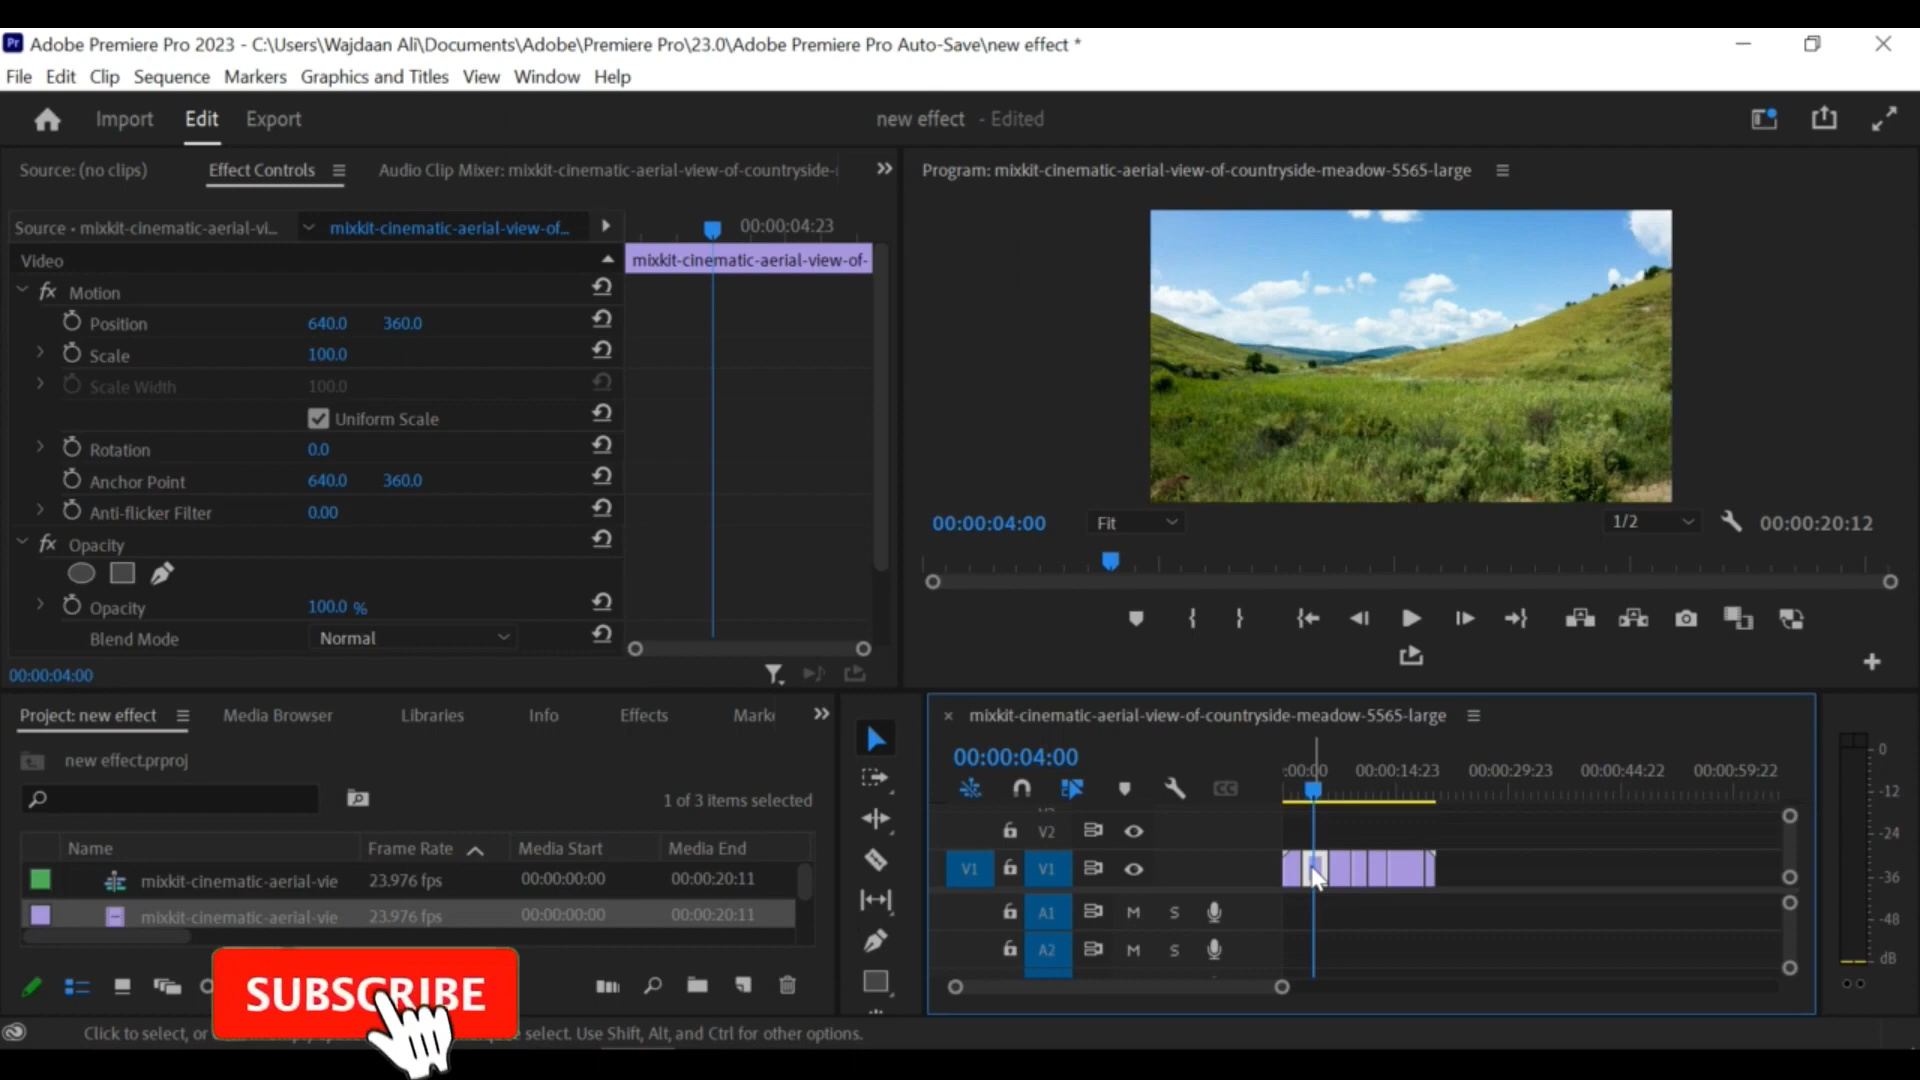 Pr Adobe Premiere Pro 2023 - C:\Users\Wajdaan Ali\Documents\Adobe\Premiere Pro\23.0\Adobe Premiere Pro Auto-Save\new effect *
File Edit Clip Sequence Markers Graphics and Titles View Window Help
Import Edit Export new effect - Edited
Source: (no clips) Effect Controls Audio Clip Mixer: mixkit-cinematic-aerial-view-of-countryside-
Program: mixkit-cinematic-aerial-view-of-countryside-meadow-5565-large
Source • mixkit-cinematic-aerial-vi... mixkit-cinematic-aerial-view-of... 00:00:04:23
Video mixkit-cinematic-aerial-view-of-
fx Motion
Position 640.0 360.0
Scale 100.0
Scale Width 100.0
Uniform Scale
Rotation 0.0
Anchor Point 640.0 360.0
Anti-flicker Filter 0.00
fx Opacity
Opacity 100.0 %
Blend Mode Normal
00:00:04:00
00:00:04:00 Fit 1/2 00:00:20:12
Project: new effect Media Browser Libraries Info Effects Mark
new effect.prproj
1 of 3 items selected
Name Frame Rate Media Start Media End
mixkit-cinematic-aerial-vie 23.976 fps 00:00:00:00 00:00:20:11
mixkit-cinematic-aerial-vie 23.976 fps 00:00:00:00 00:00:20:11
SUBSCRIBE
Click to select, or select. Use Shift, Alt, and Ctrl for other options.
mixkit-cinematic-aerial-view-of-countryside-meadow-5565-large
00:00:04:00
:00:00 00:00:14:23 00:00:29:23 00:00:44:22 00:00:59:22
CC
V2
V1 V1
A1 M S
A2 M S
0
-12
-24
-36
-48
dB